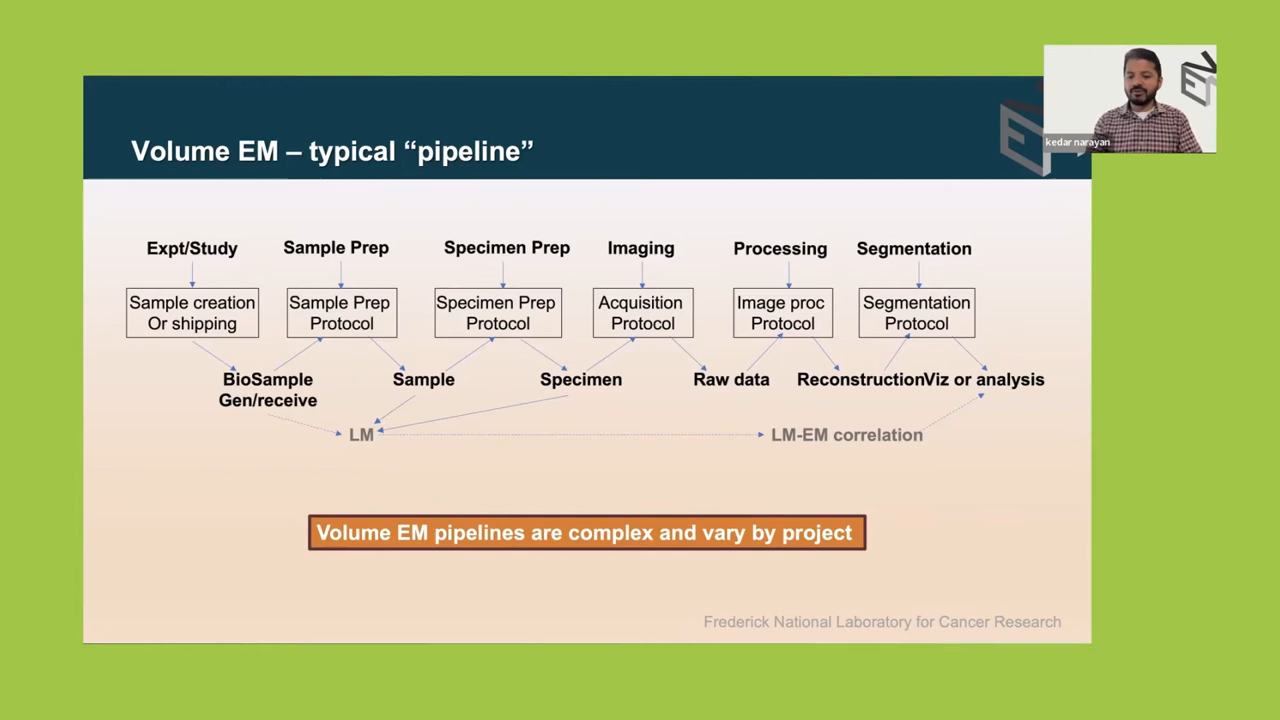 kedar narayan
Volume EM – typical “pipeline”
Expt/Study
Sample Prep
Specimen Prep
Imaging
Processing
Segmentation
Sample creation
Or shipping
Sample Prep
Protocol
Specimen Prep
Protocol
Acquisition
Protocol
Image proc
Protocol
Segmentation
Protocol
BioSample
Gen/receive
Sample
Specimen
Raw data
Reconstruction
Viz or analysis
LM
LM-EM correlation
Volume EM pipelines are complex and vary by project
Frederick National Laboratory for Cancer Research